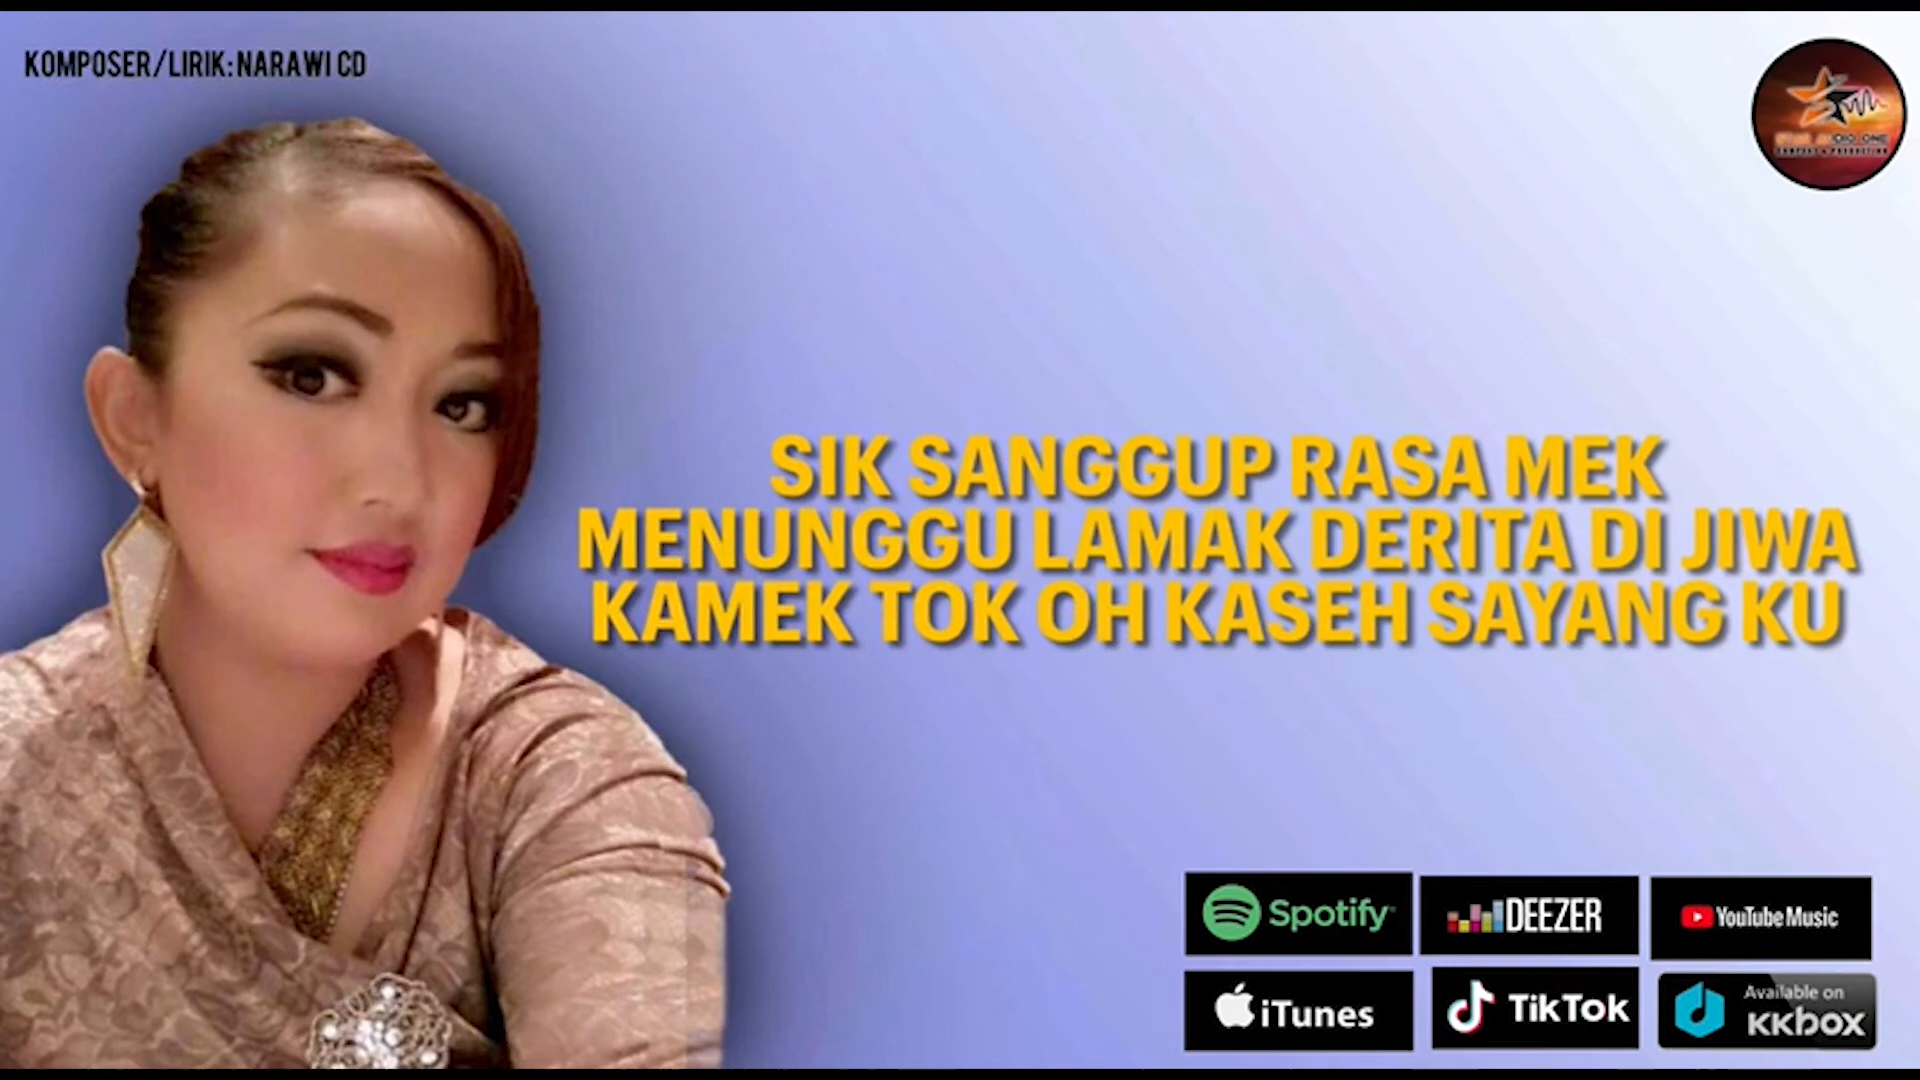 KOMPOSER/LIRIK: NARAWI CD
SIK SANGGUP RASA MEK
MENUNGGU LAMAK DERITA DI JIWA
KAMEK TOK OH KASEH SAYANG KU
Spotify
DEEZER
YouTube Music
iTunes
TikTok
Available on
KKBOX